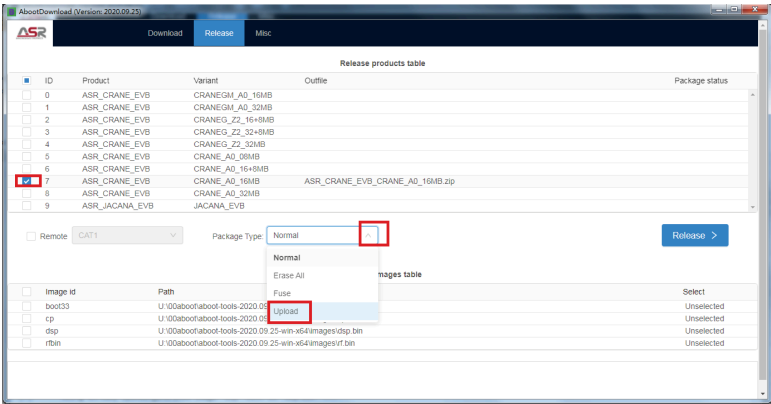 AbootDownload (Version: 2020.09.25)
ASR Download Release Misc
Release products table
ID Product Variant Outfile Package status
0 ASR_CRANE_EVB CRANEGM_A0_16MB
1 ASR_CRANE_EVB CRANEGM_A0_32MB
2 ASR_CRANE_EVB CRANEG_Z2_16+8MB
3 ASR_CRANE_EVB CRANEG_Z2_32+8MB
4 ASR_CRANE_EVB CRANEG_Z2_32MB
5 ASR_CRANE_EVB CRANE_A0_08MB
6 ASR_CRANE_EVB CRANE_A0_16+8MB
7 ASR_CRANE_EVB CRANE_A0_16MB ASR_CRANE_EVB_CRANE_A0_16MB.zip
8 ASR_CRANE_EVB CRANE_A0_32MB
9 ASR_JACANA_EVB JACANA_EVB
Remote CAT1 Package Type: Normal Release >
Normal
Erase All
Fuse
Upload
mages table
Image id Path Select
boot33 U:\00aboot\aboot-tools-2020.09 Unselected
cp U:\00aboot\aboot-tools-2020.09 Unselected
dsp U:\00aboot\aboot-tools-2020.09.25-win-x64\images\dsp.bin Unselected
rfbin U:\00aboot\aboot-tools-2020.09.25-win-x64\images\rf.bin Unselected